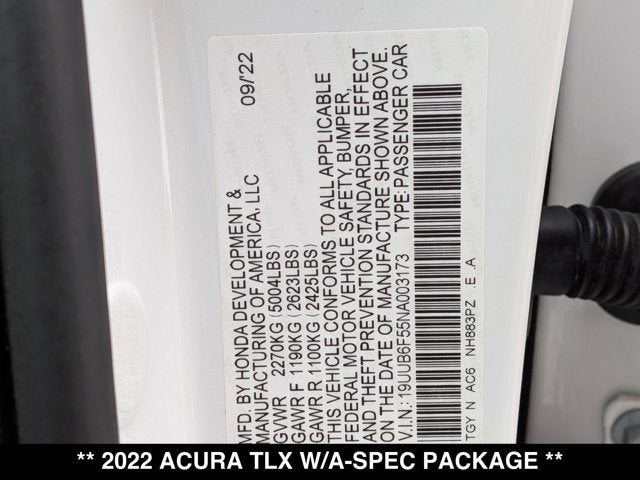 MFD. BY HONDA DEVELOPMENT &
MANUFACTURING OF AMERICA, LLC 09/'22
GVWR 2270KG (5004LBS)
GAWR F 1190KG (2623LBS)
GAWR R 1100KG (2425LBS)
THIS VEHICLE CONFORMS TO ALL APPLICABLE
FEDERAL MOTOR VEHICLE SAFETY, BUMPER,
AND THEFT PREVENTION STANDARDS IN EFFECT
ON THE DATE OF MANUFACTURE SHOWN ABOVE.
V.I.N.: 19UUB6F55NA003173 TYPE: PASSENGER CAR
TGY N AC6 NH883PZ .E .A
** 2022 ACURA TLX W/A-SPEC PACKAGE **